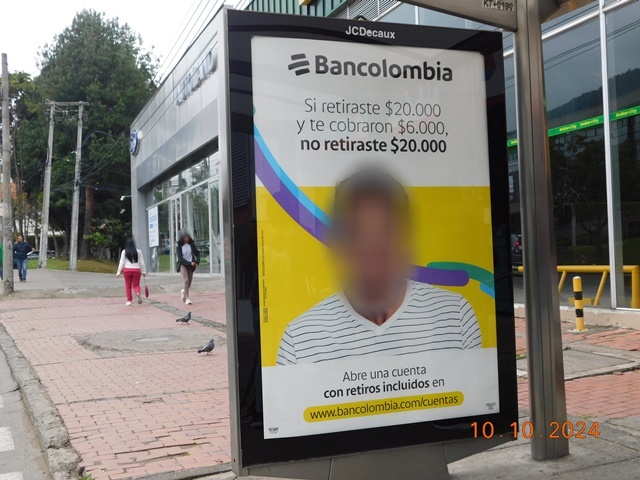 JCDecaux
Bancolombia
Si retiraste $20.000
y te cobraron $6.000,
no retiraste $20.000
Abre una cuenta
con retiros incluidos en
www.bancolombia.com/cuentas
10.10.2024